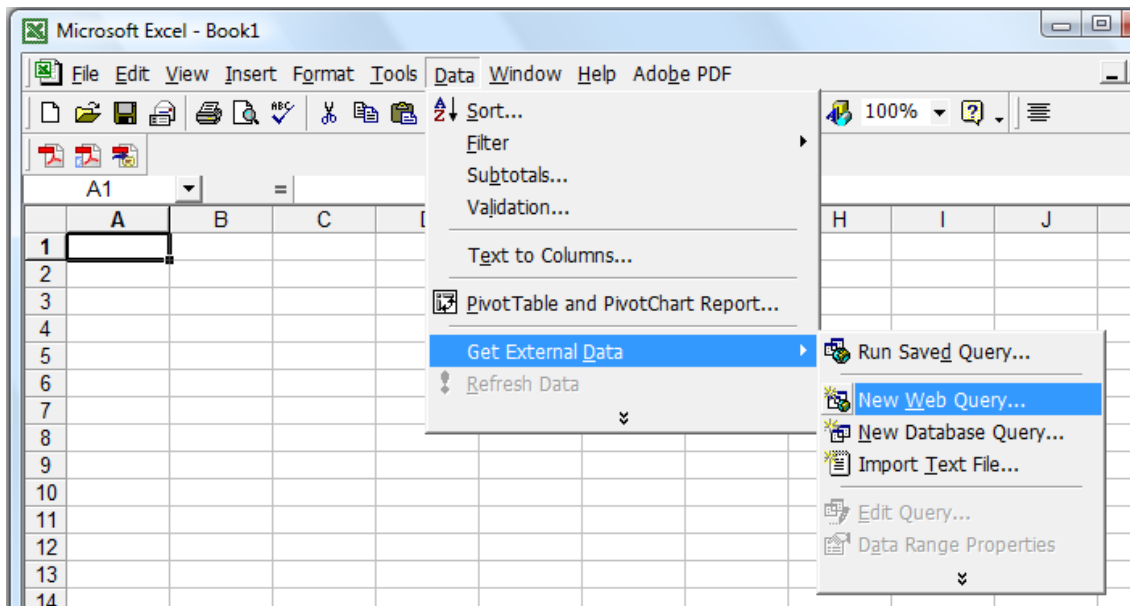 Microsoft Excel - Book1
File Edit View Insert Format Tools Data Window Help Adobe PDF
ABC 100%
A1 =
A B C D H I J
1
2
3
4
5
6
7
8
9
10
11
12
13
14
Sort...
Filter
Subtotals...
Validation...
Text to Columns...
PivotTable and PivotChart Report...
Get External Data
Refresh Data
Run Saved Query...
New Web Query...
New Database Query...
Import Text File...
Edit Query...
Data Range Properties